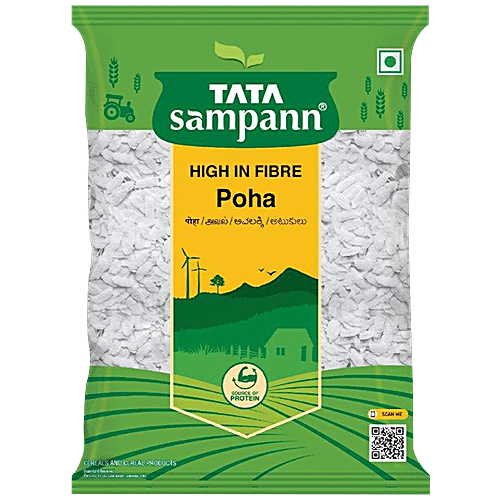 TATA
sampann®
HIGH IN FIBRE
Poha
पोहा / அவல் / ಅವಲಕ್ಕಿ / అటుకులు
SOURCE OF
PROTEIN
SCAN ME
CEREALS AND CEREAL PRODUCTS